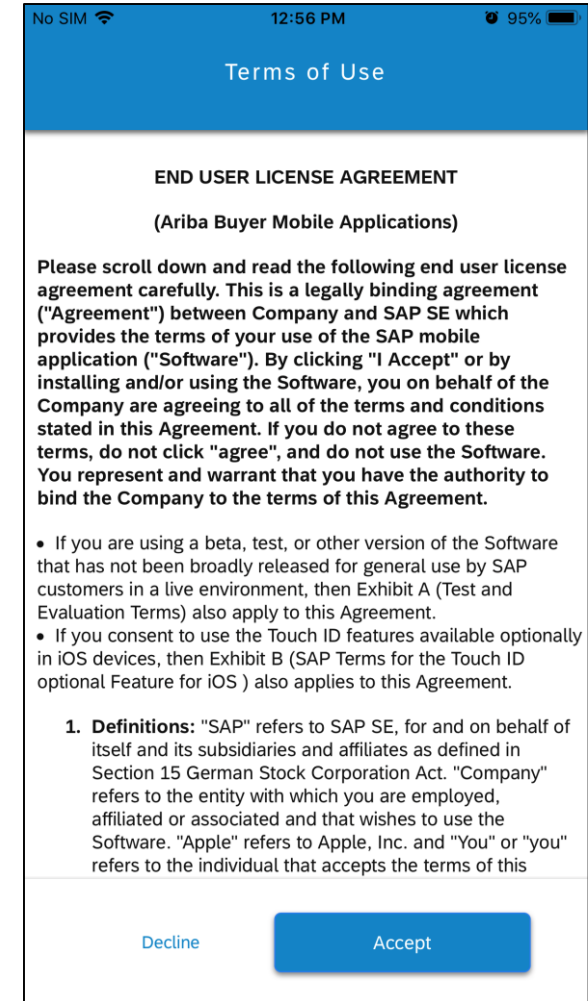 No SIM 12:56 PM 95%
Terms of Use
END USER LICENSE AGREEMENT
(Ariba Buyer Mobile Applications)
Please scroll down and read the following end user license
agreement carefully. This is a legally binding agreement
("Agreement") between Company and SAP SE which
provides the terms of your use of the SAP mobile
application ("Software"). By clicking "I Accept" or by
installing and/or using the Software, you on behalf of the
Company are agreeing to all of the terms and conditions
stated in this Agreement. If you do not agree to these
terms, do not click "agree", and do not use the Software.
You represent and warrant that you have the authority to
bind the Company to the terms of this Agreement.
• If you are using a beta, test, or other version of the Software
that has not been broadly released for general use by SAP
customers in a live environment, then Exhibit A (Test and
Evaluation Terms) also apply to this Agreement.
• If you consent to use the Touch ID features available optionally
in iOS devices, then Exhibit B (SAP Terms for the Touch ID
optional Feature for iOS ) also applies to this Agreement.
1. Definitions: "SAP" refers to SAP SE, for and on behalf of
itself and its subsidiaries and affiliates as defined in
Section 15 German Stock Corporation Act. "Company"
refers to the entity with which you are employed,
affiliated or associated and that wishes to use the
Software. "Apple" refers to Apple, Inc. and "You" or "you"
refers to the individual that accepts the terms of this
Decline Accept